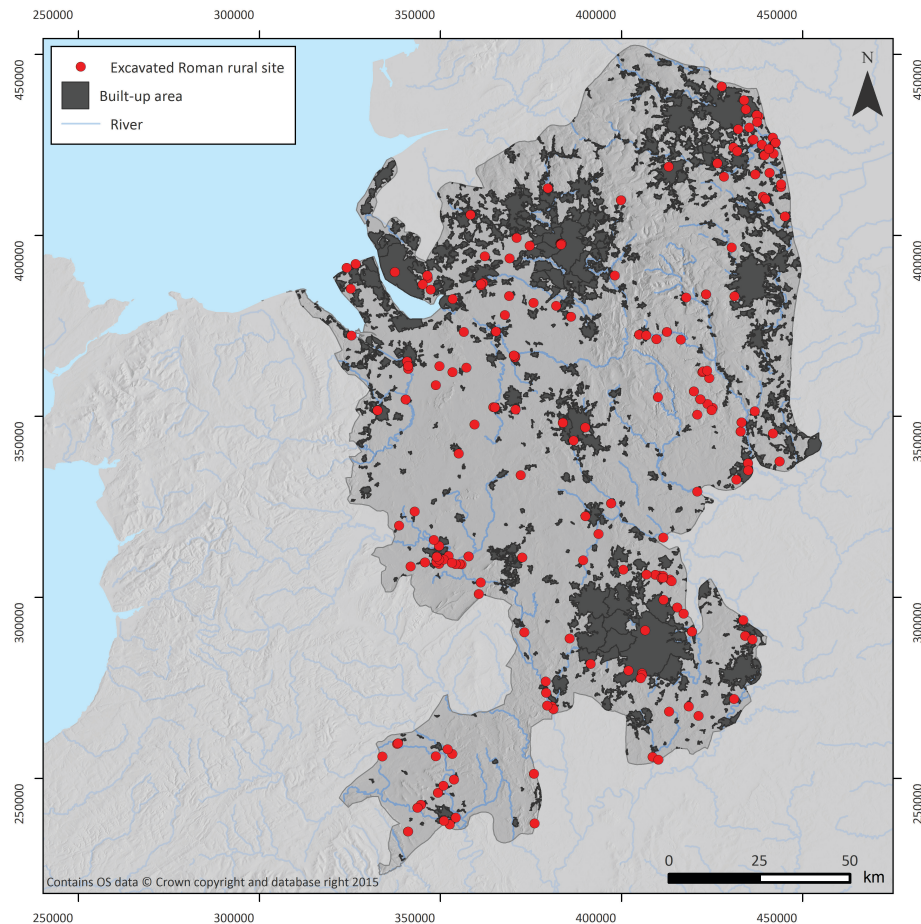 250000 300000 350000 400000 450000
Excavated Roman rural site
Built-up area
River
N
450000 450000
400000 400000
350000 350000
300000 300000
250000 250000
0 25 50
km
Contains OS data © Crown copyright and database right 2015
250000 300000 350000 400000 450000